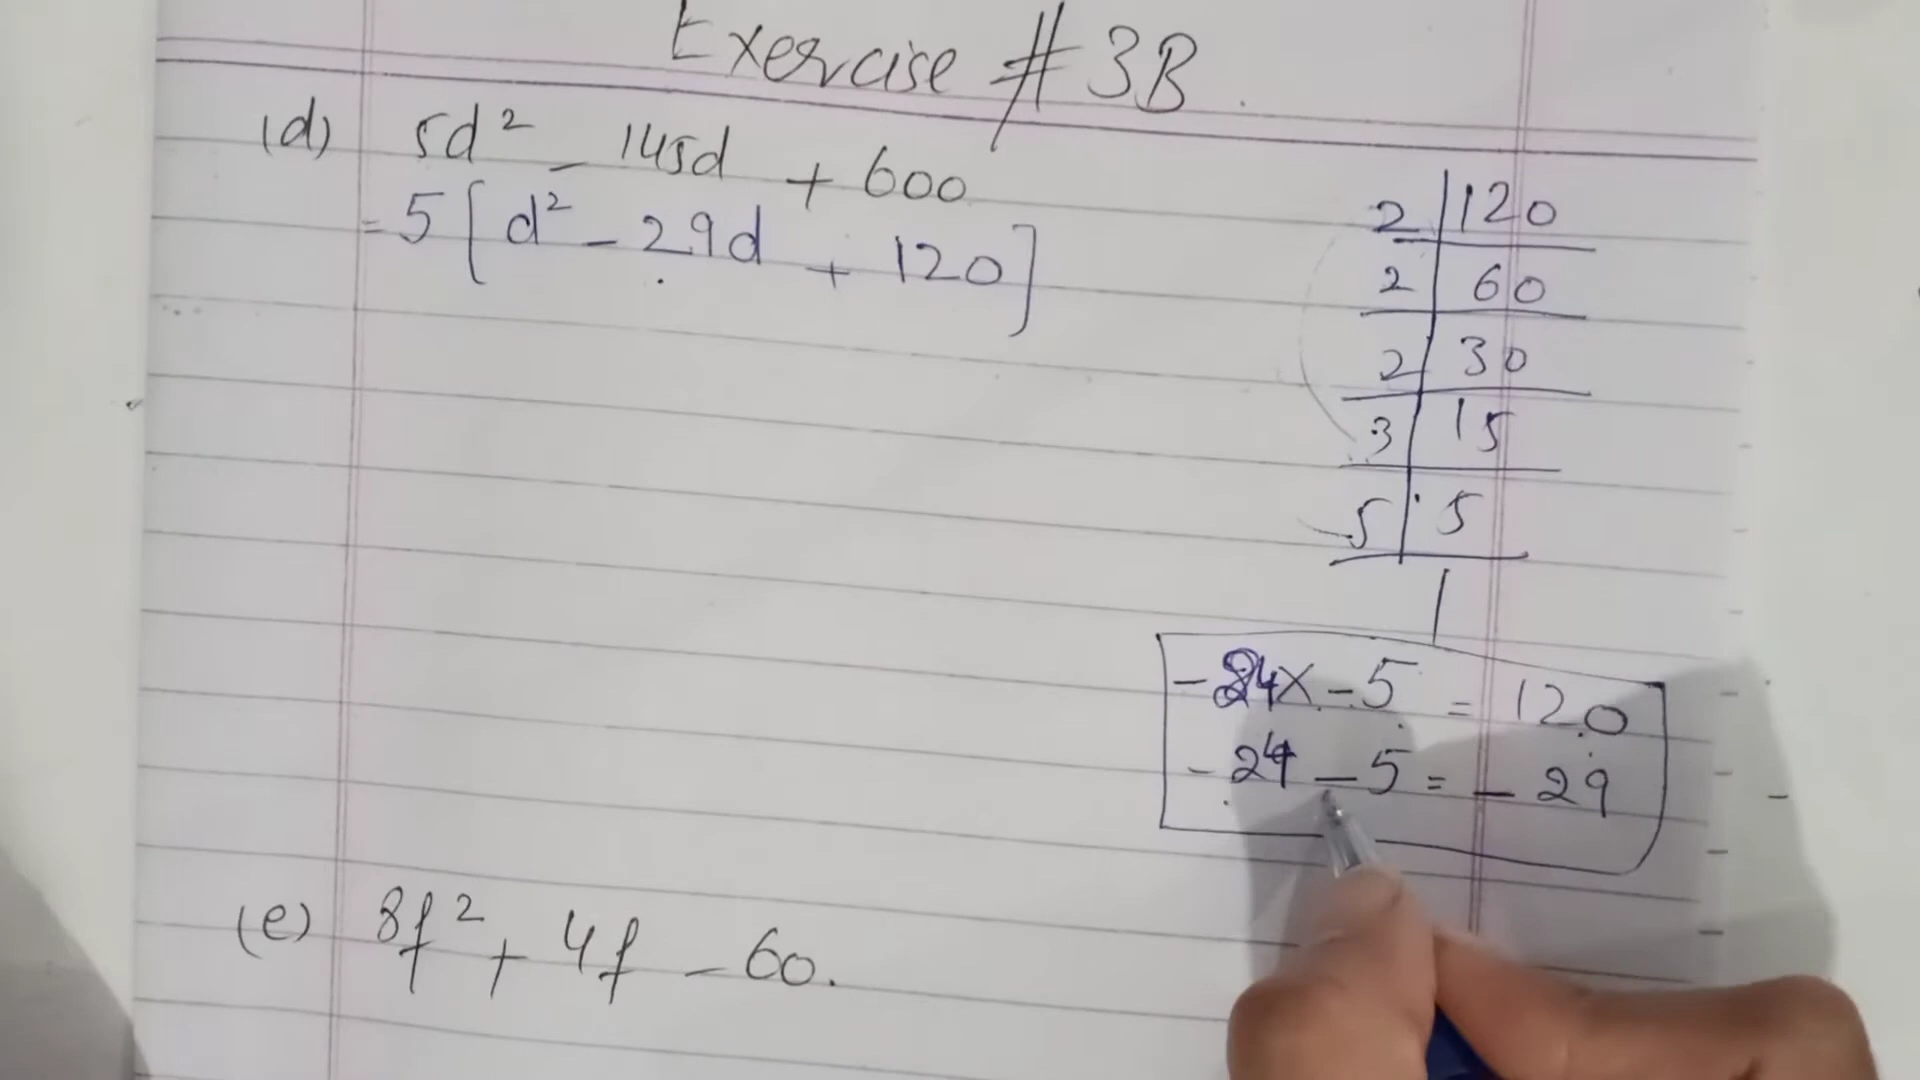 Exercise # 3B.
(d) 5d² - 145d + 600
= 5[d² - 29d + 120]
2 | 120
2 | 60
2 | 30
3 | 15
5 | 5
1
-24x -5 = 120
-24 - 5 = - 29
(e) 8f² + 4f - 60.